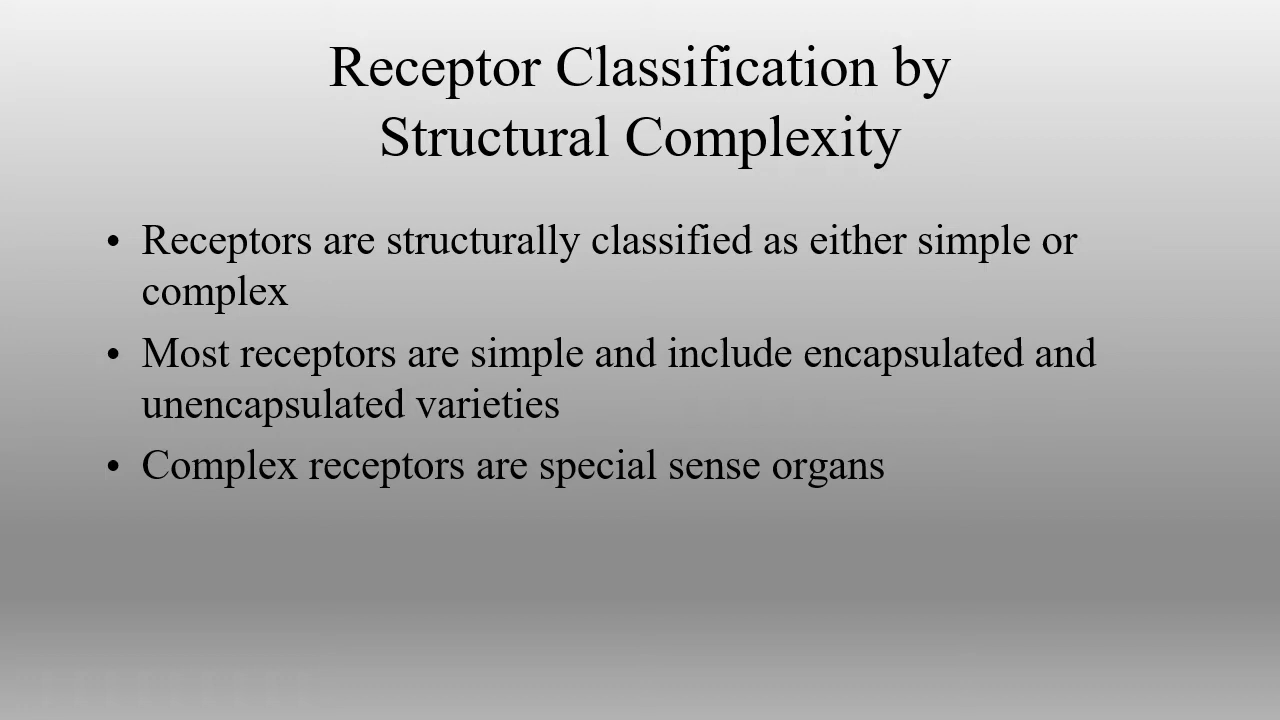 Receptor Classification by
Structural Complexity
• Receptors are structurally classified as either simple or
complex
• Most receptors are simple and include encapsulated and
unencapsulated varieties
• Complex receptors are special sense organs